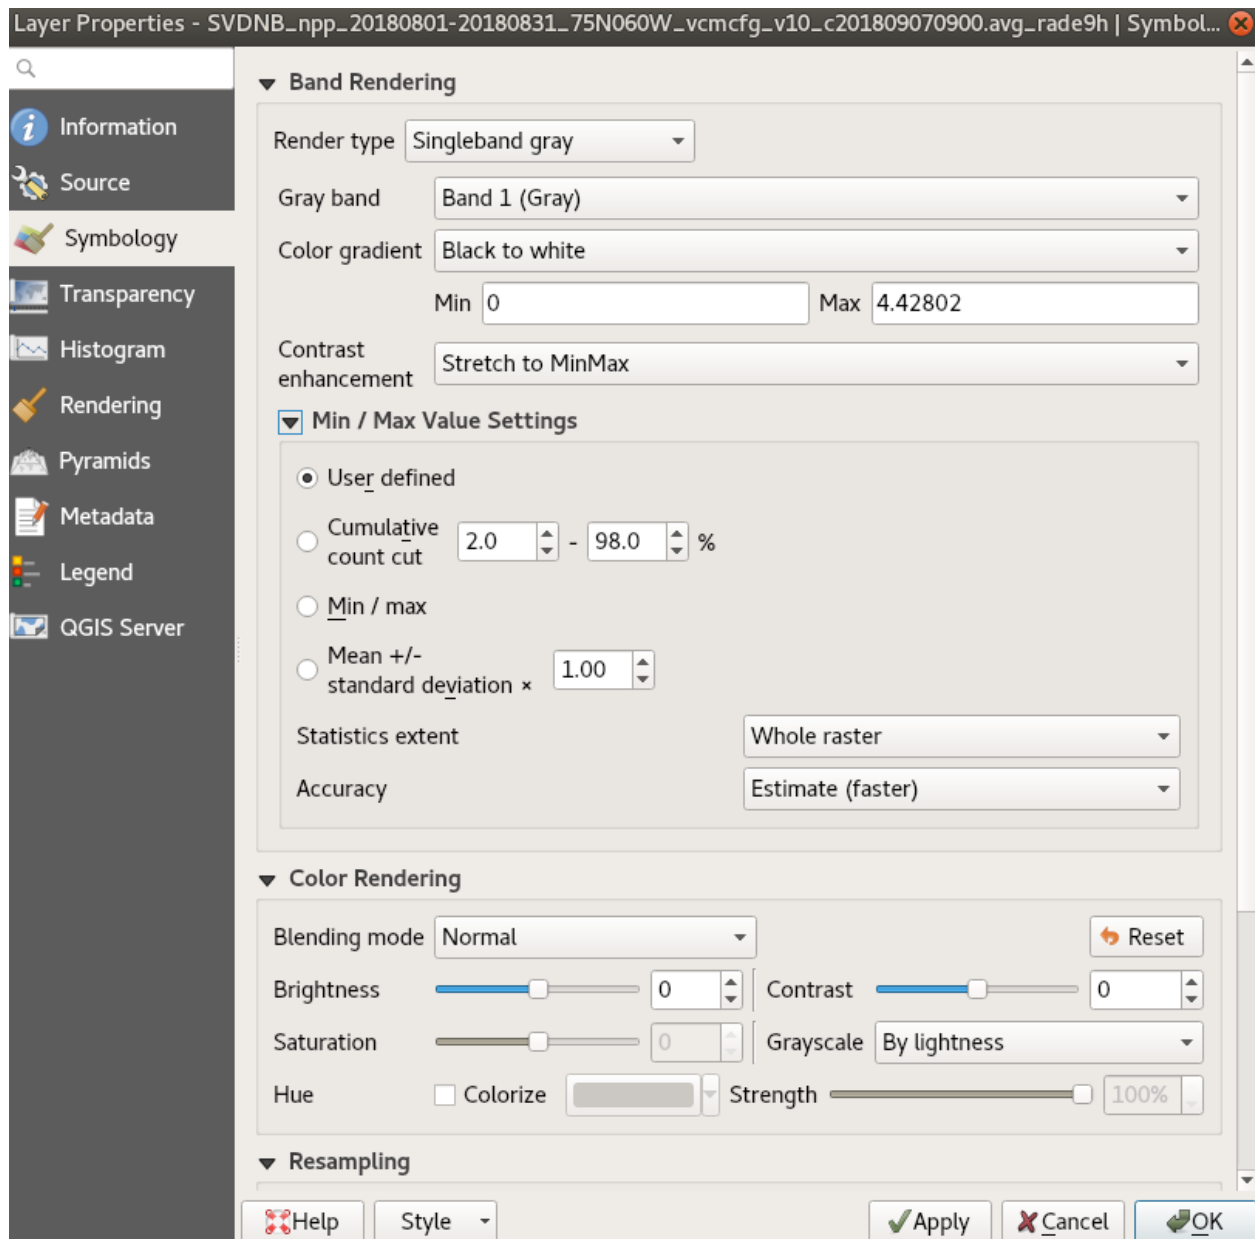 Layer Properties - SVDNB_npp_20180801-20180831_75N060W_vcmcfg_v10_c201809070900.avg_rade9h | Symbol...
Information
Source
Symbology
Transparency
Histogram
Rendering
Pyramids
Metadata
Legend
QGIS Server
Band Rendering
Render type Singleband gray
Gray band Band 1 (Gray)
Color gradient Black to white
Min 0 Max 4.42802
Contrast
enhancement Stretch to MinMax
Min / Max Value Settings
User defined
Cumulative
count cut 2.0 - 98.0 %
Min / max
Mean +/-
standard deviation × 1.00
Statistics extent Whole raster
Accuracy Estimate (faster)
Color Rendering
Blending mode Normal Reset
Brightness 0 Contrast 0
Saturation 0 Grayscale By lightness
Hue Colorize Strength 100%
Resampling
Help Style Apply Cancel OK